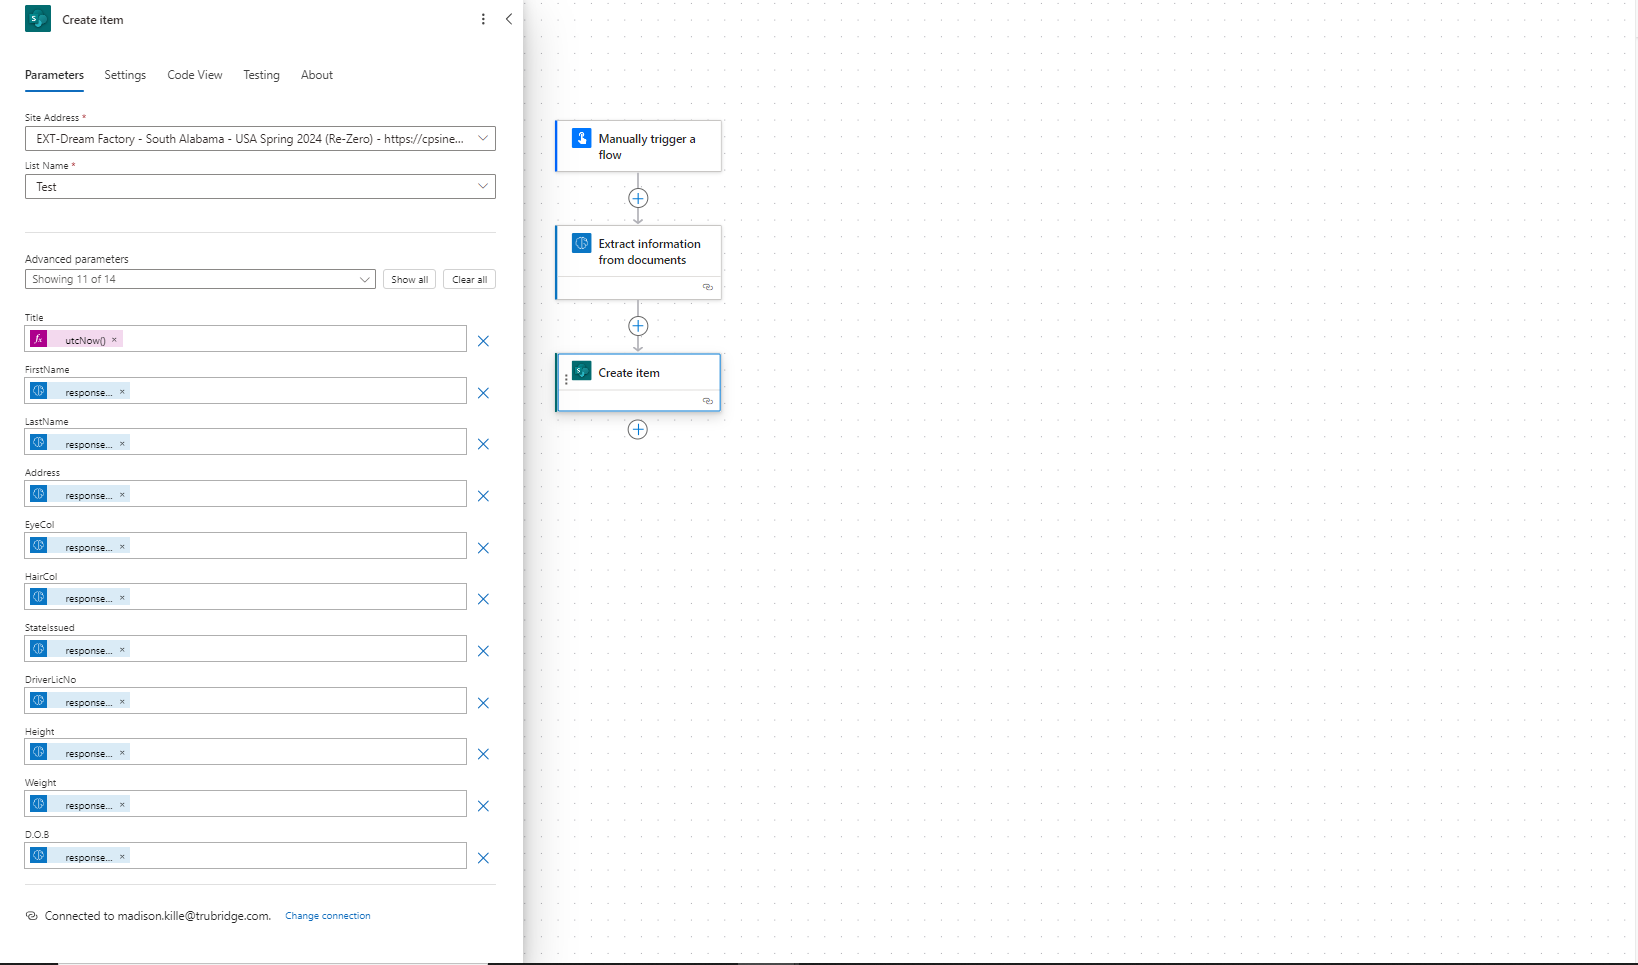 Create item
Parameters Settings Code View Testing About
Site Address *
EXT-Dream Factory - South Alabama - USA Spring 2024 (Re-Zero) - https://cpsine...
List Name *
Test
Advanced parameters
Showing 11 of 14 Show all Clear all
Title
fx utcNow() ×
FirstName
response... ×
LastName
response... ×
Address
response... ×
EyeCol
response... ×
HairCol
response... ×
StateIssued
response... ×
DriverLicNo
response... ×
Height
response... ×
Weight
response... ×
D.O.B
response... ×
Connected to madison.kille@trubridge.com. Change connection
Manually trigger a
flow
Extract information
from documents
Create item